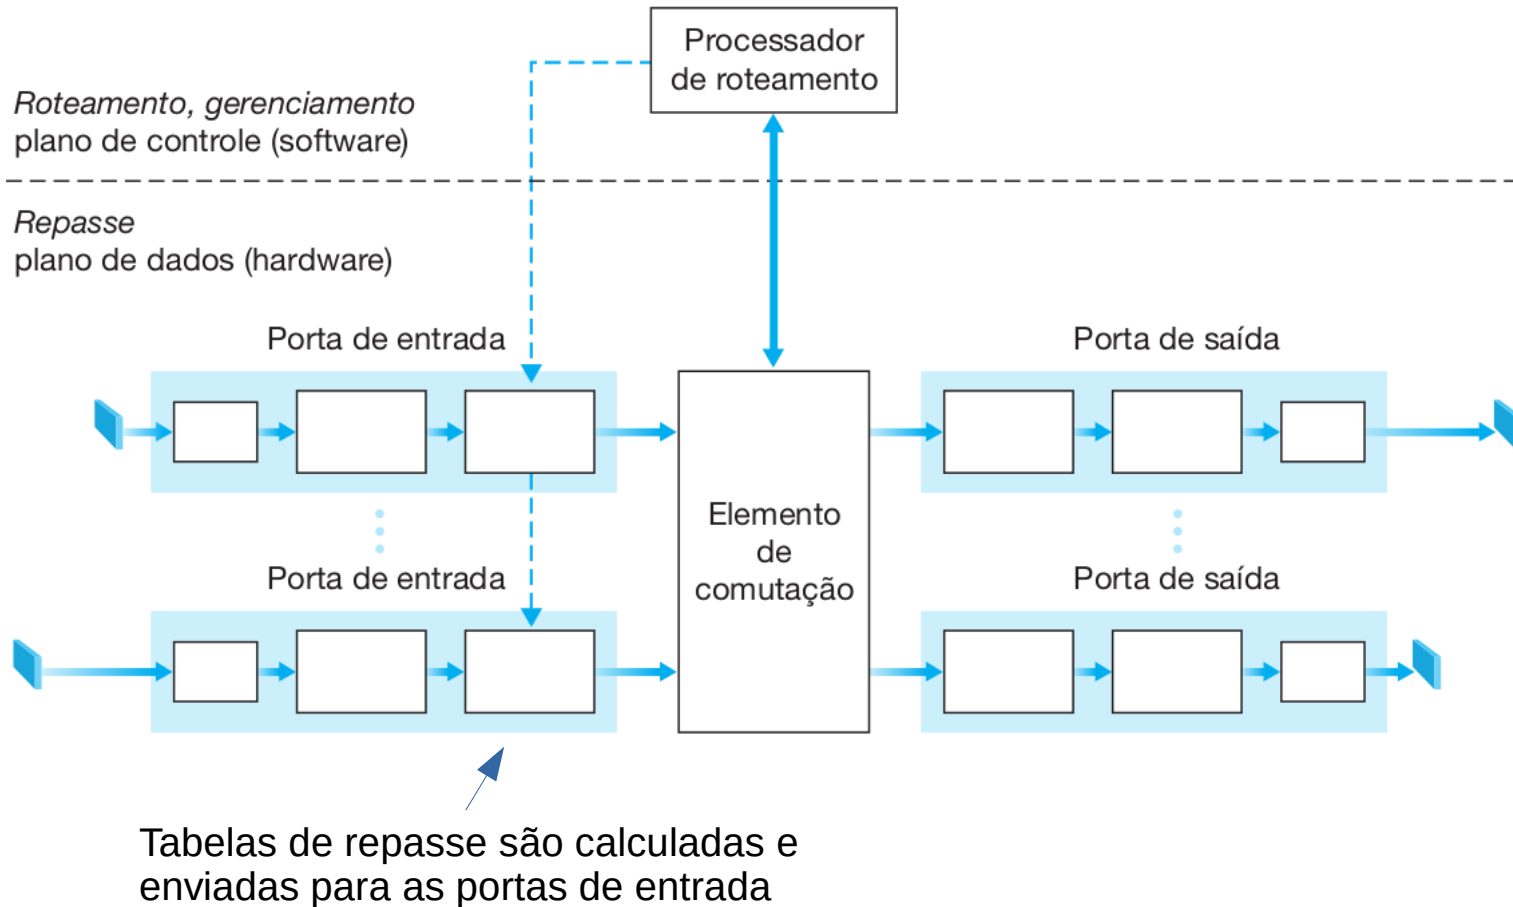 Processador
de roteamento
Roteamento, gerenciamento
plano de controle (software)
Repasse
plano de dados (hardware)
Porta de entrada
Porta de saída
Elemento
de
comutação
Porta de entrada
Porta de saída
Tabelas de repasse são calculadas e
enviadas para as portas de entrada